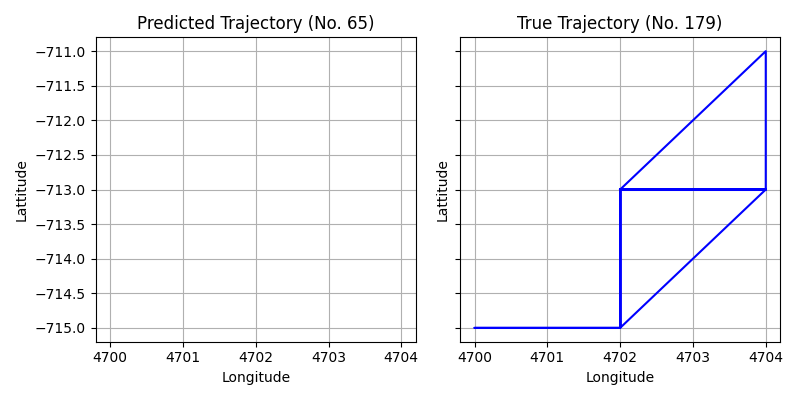 Predicted Trajectory (No. 65)
−711.0
−711.5
−712.0
−712.5
−713.0
−713.5
−714.0
−714.5
−715.0
Lattitude
4700 4701 4702 4703 4704
Longitude
True Trajectory (No. 179)
Lattitude
4700 4701 4702 4703 4704
Longitude